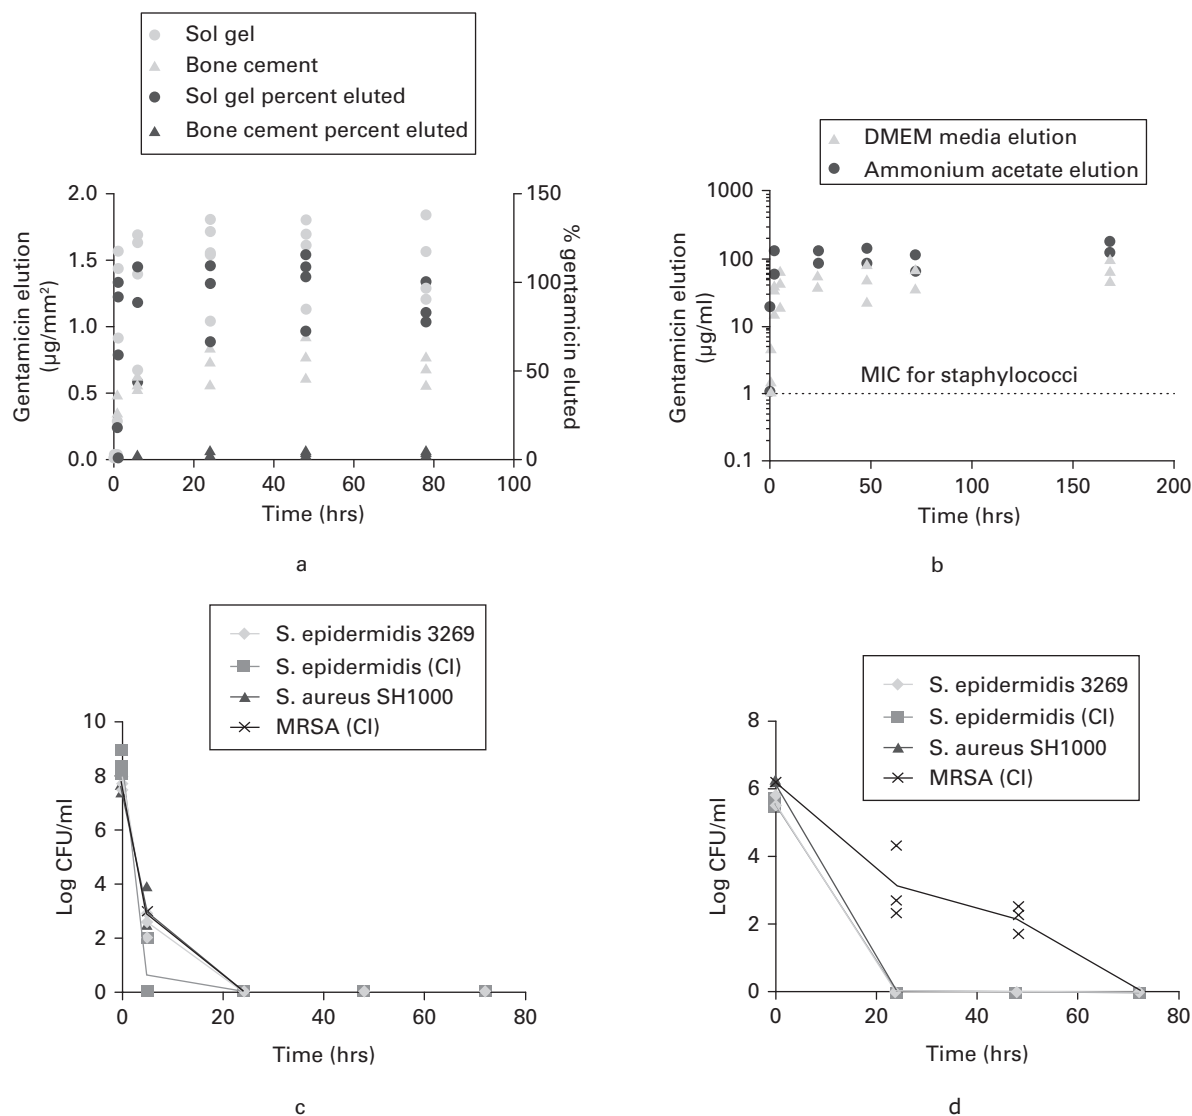 Sol gel
Bone cement
Sol gel percent eluted
Bone cement percent eluted
2.0
1.5
1.0
0.5
0.0
Gentamicin elution
(µg/mm²)
150
100
50
0
% gentamicin eluted
0 20 40 60 80 100
Time (hrs)
a
DMEM media elution
Ammonium acetate elution
1000
100
10
1
0.1
Gentamicin elution
(µg/ml)
MIC for staphylococci
0 50 100 150 200
Time (hrs)
b
S. epidermidis 3269
S. epidermidis (CI)
S. aureus SH1000
MRSA (CI)
10
8
6
4
2
0
Log CFU/ml
0 20 40 60 80
Time (hrs)
c
S. epidermidis 3269
S. epidermidis (CI)
S. aureus SH1000
MRSA (CI)
8
6
4
2
0
Log CFU/ml
0 20 40 60 80
Time (hrs)
d